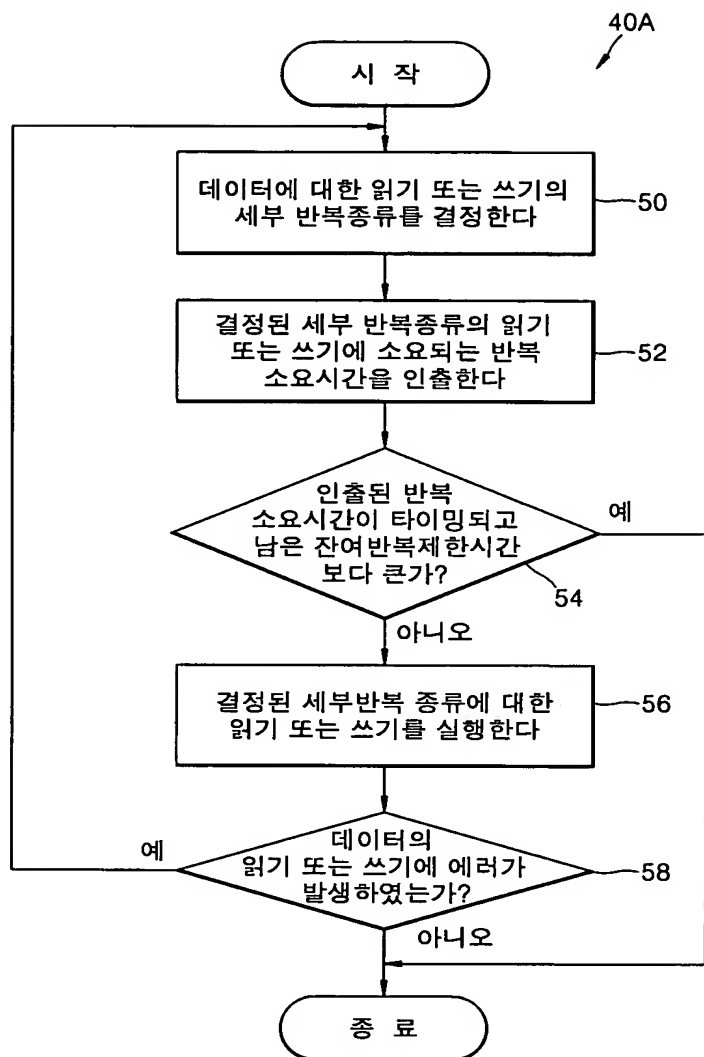 40A
시 작
데이터에 대한 읽기 또는 쓰기의
세부 반복종류를 결정한다
50
결정된 세부 반복종류의 읽기
또는 쓰기에 소요되는 반복
소요시간을 인출한다
52
인출된 반복
소요시간이 타이밍되고
남은 잔여반복제한시간
보다 큰가?
예
54
아니오
결정된 세부반복 종류에 대한
읽기 또는 쓰기를 실행한다
56
데이터의
읽기 또는 쓰기에 에러가
발생하였는가?
예
58
아니오
종 료